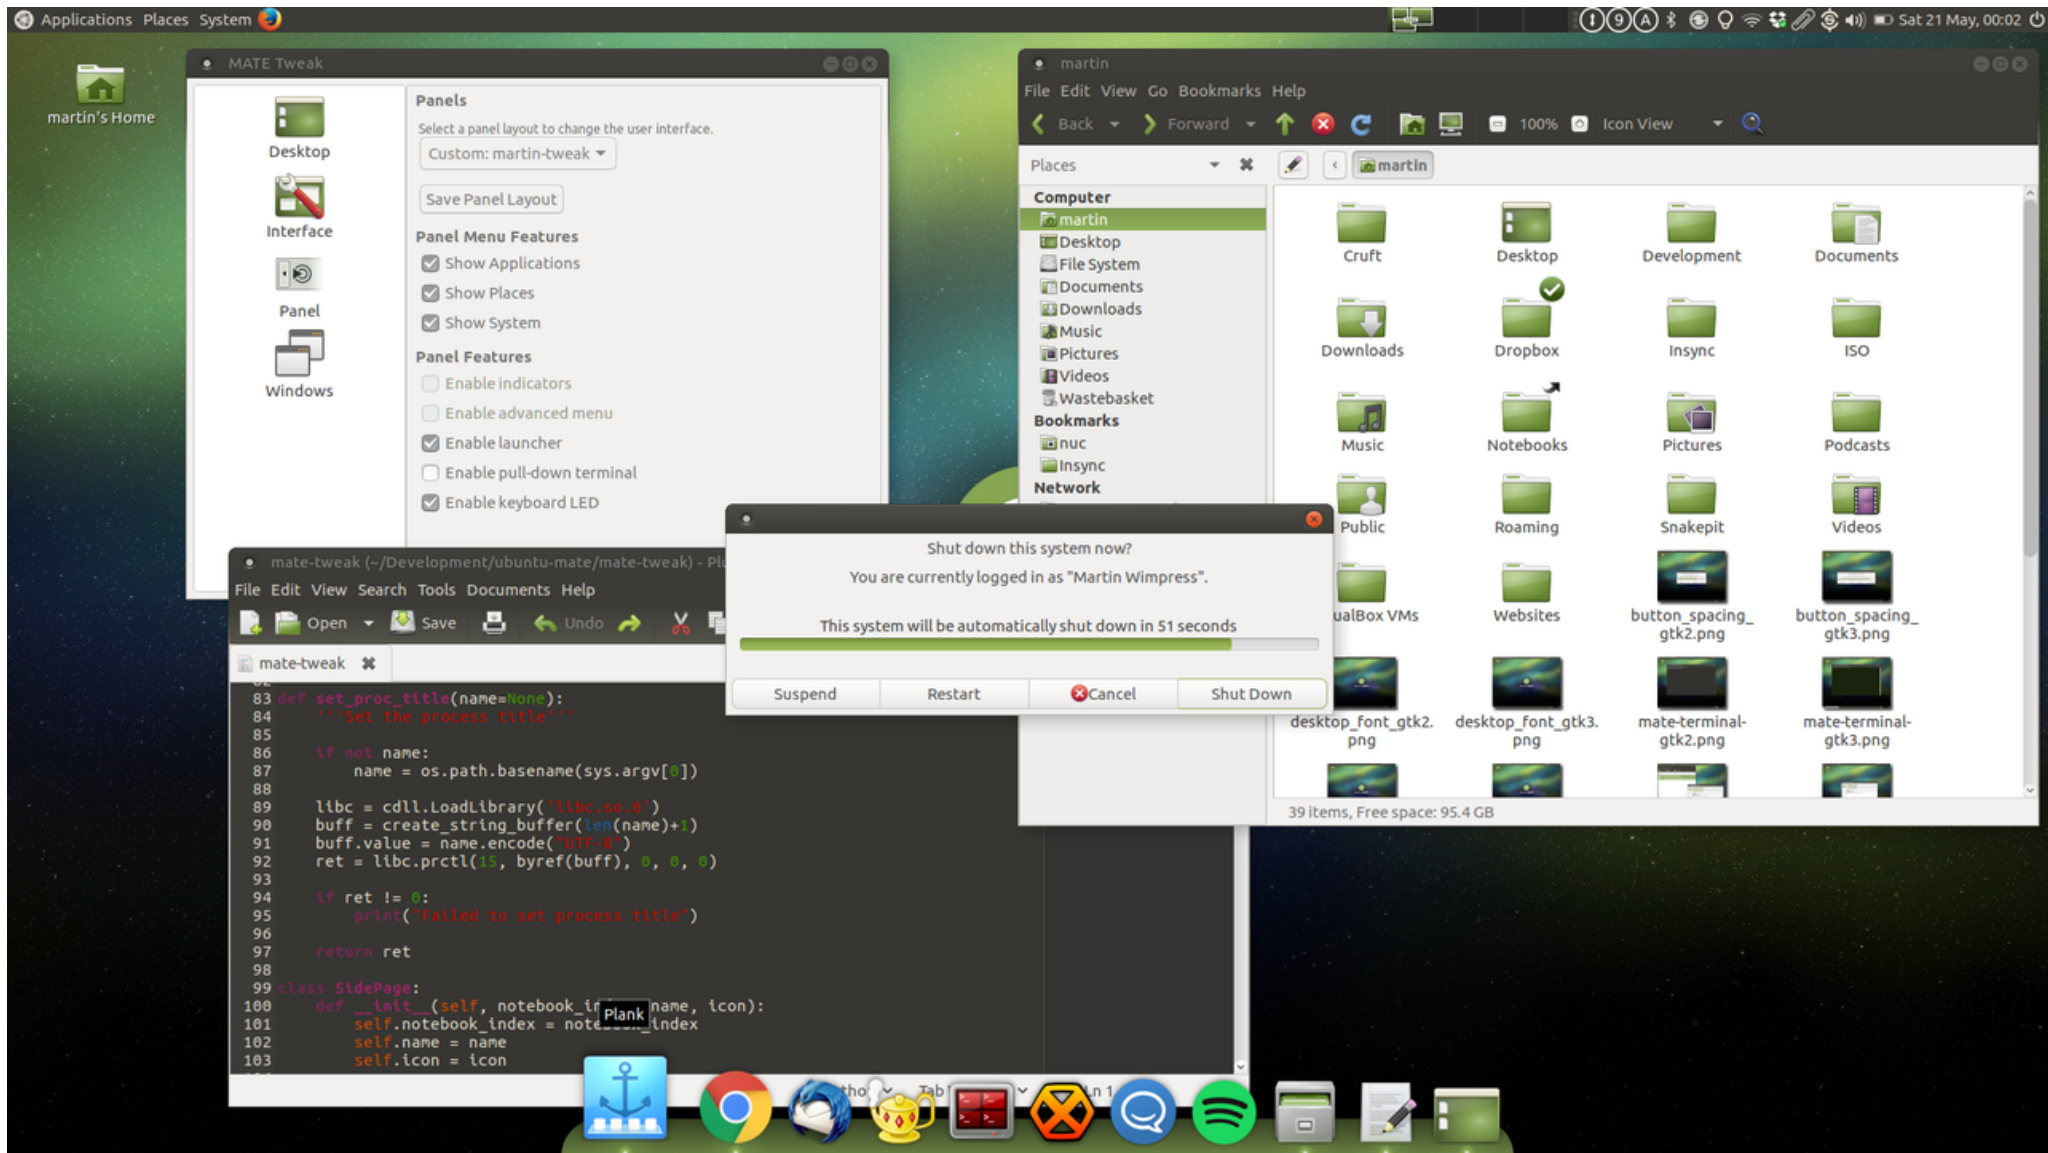 Applications Places System
Sat 21 May, 00:02
martin's Home
MATE Tweak
Desktop
Interface
Panel
Windows
Panels
Select a panel layout to change the user interface.
Custom: martin-tweak
Save Panel Layout
Panel Menu Features
Show Applications
Show Places
Show System
Panel Features
Enable indicators
Enable advanced menu
Enable launcher
Enable pull-down terminal
Enable keyboard LED
martin
File Edit View Go Bookmarks Help
Back Forward 100% Icon View
Places
martin
Computer
martin
Desktop
File System
Documents
Downloads
Music
Pictures
Videos
Wastebasket
Bookmarks
nuc
Insync
Network
Cruft Desktop Development Documents
Downloads Dropbox Insync ISO
Music Notebooks Pictures Podcasts
Public Roaming Snakepit Videos
ualBox VMs Websites button_spacing_ button_spacing_
gtk2.png gtk3.png
desktop_font_gtk2. desktop_font_gtk3. mate-terminal- mate-terminal-
png png gtk2.png gtk3.png
39 items, Free space: 95.4 GB
Shut down this system now?
You are currently logged in as "Martin Wimpress".
This system will be automatically shut down in 51 seconds
Suspend Restart Cancel Shut Down
mate-tweak (~/Development/ubuntu-mate/mate-tweak) - Plu
File Edit View Search Tools Documents Help
Open Save Undo
mate-tweak
83 def set_proc_title(name=None):
84 '''Set the process title'''
85
86 if not name:
87 name = os.path.basename(sys.argv[0])
88
89 libc = cdll.LoadLibrary('libc.so.6')
90 buff = create_string_buffer(len(name)+1)
91 buff.value = name.encode("UTF-8")
92 ret = libc.prctl(15, byref(buff), 0, 0, 0)
93
94 if ret != 0:
95 print("Failed to set process title")
96
97 return ret
98
99 class SidePage:
100 def __init__(self, notebook_in name, icon):
101 self.notebook_index = notebook_index
102 self.name = name
103 self.icon = icon
Plank
Tab
Ln 1